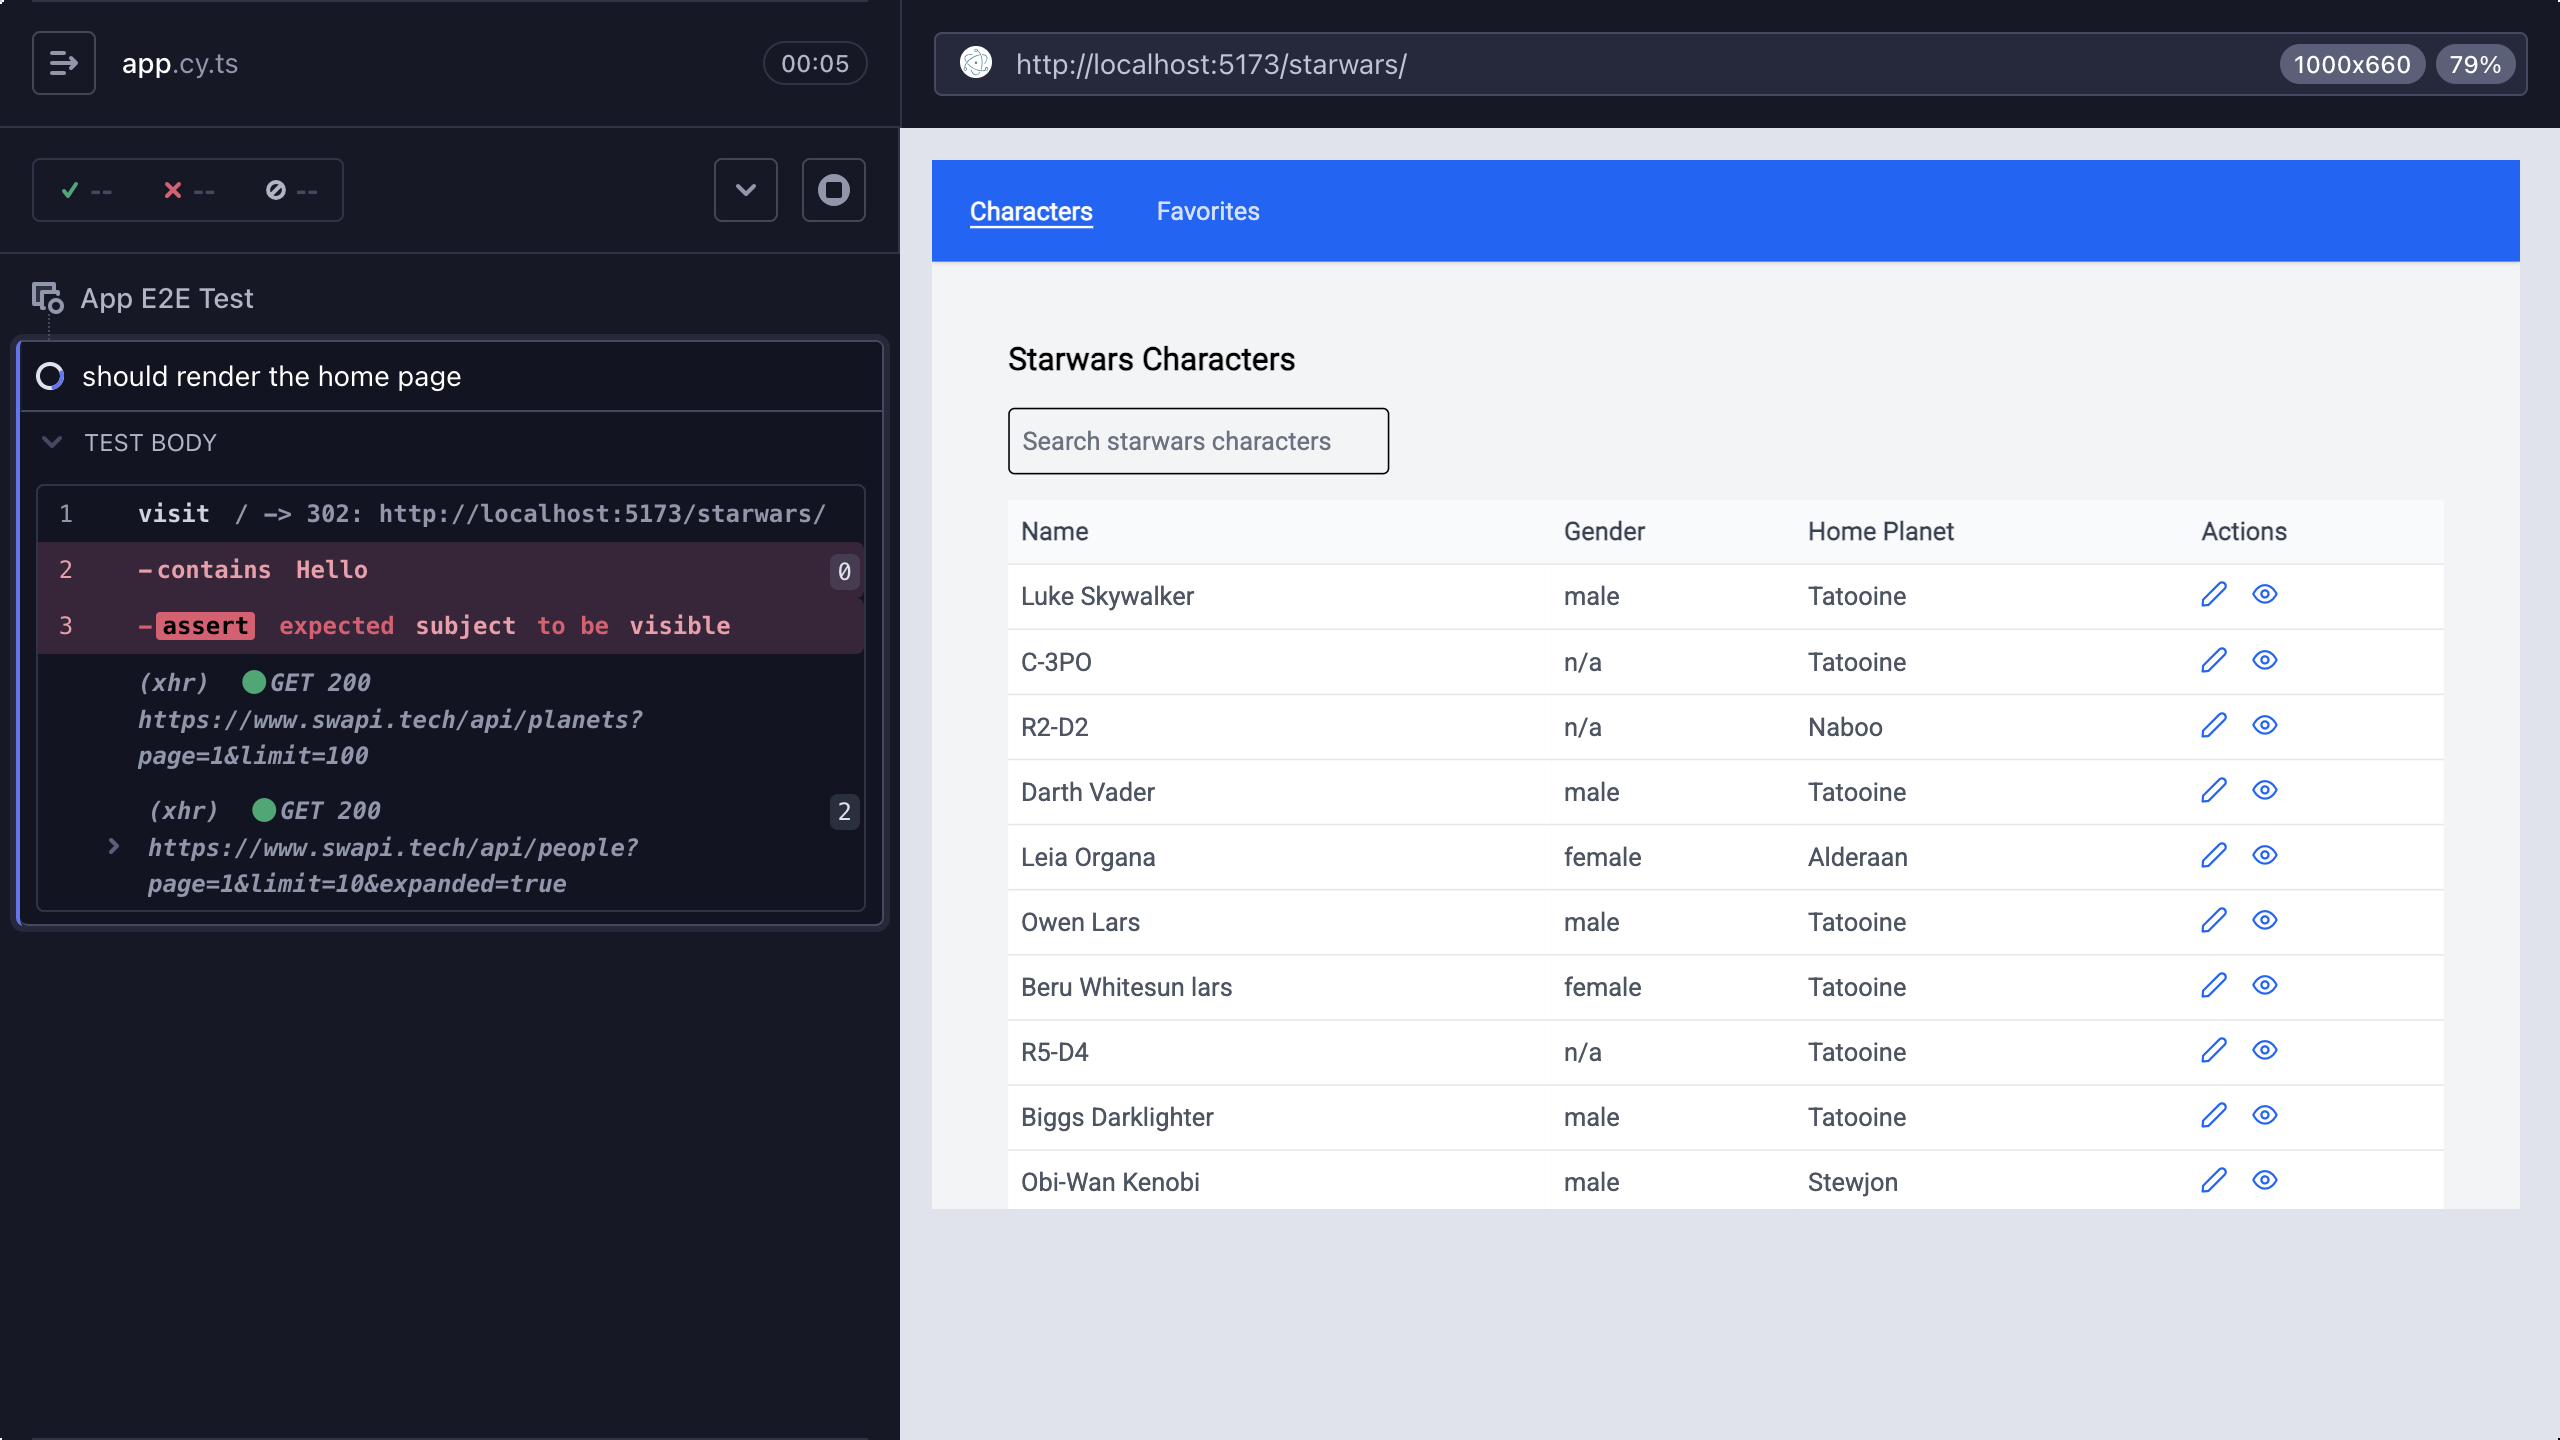 app.cy.ts
00:05
--
--
--
App E2E Test
should render the home page
TEST BODY
1 visit / -> 302: http://localhost:5173/starwars/
2 -contains Hello 0
3 -assert expected subject to be visible
(xhr) GET 200
https://www.swapi.tech/api/planets?
page=1&limit=100
(xhr) GET 200 2
https://www.swapi.tech/api/people?
page=1&limit=10&expanded=true
http://localhost:5173/starwars/ 1000x660 79%
Characters Favorites
Starwars Characters
Search starwars characters
Name Gender Home Planet Actions
Luke Skywalker male Tatooine
C-3PO n/a Tatooine
R2-D2 n/a Naboo
Darth Vader male Tatooine
Leia Organa female Alderaan
Owen Lars male Tatooine
Beru Whitesun lars female Tatooine
R5-D4 n/a Tatooine
Biggs Darklighter male Tatooine
Obi-Wan Kenobi male Stewjon